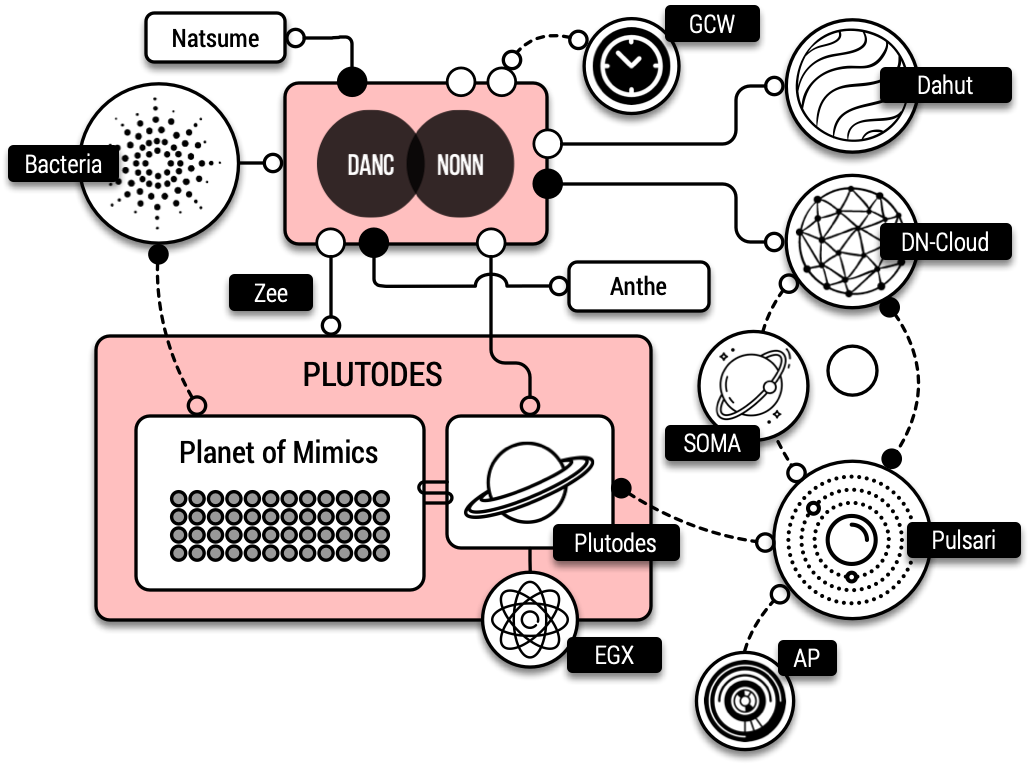 Natsume
GCW
Dahut
Bacteria
DANC
NONN
DN-Cloud
Zee
Anthe
PLUTODES
Planet of Mimics
SOMA
Plutodes
Pulsari
EGX
AP